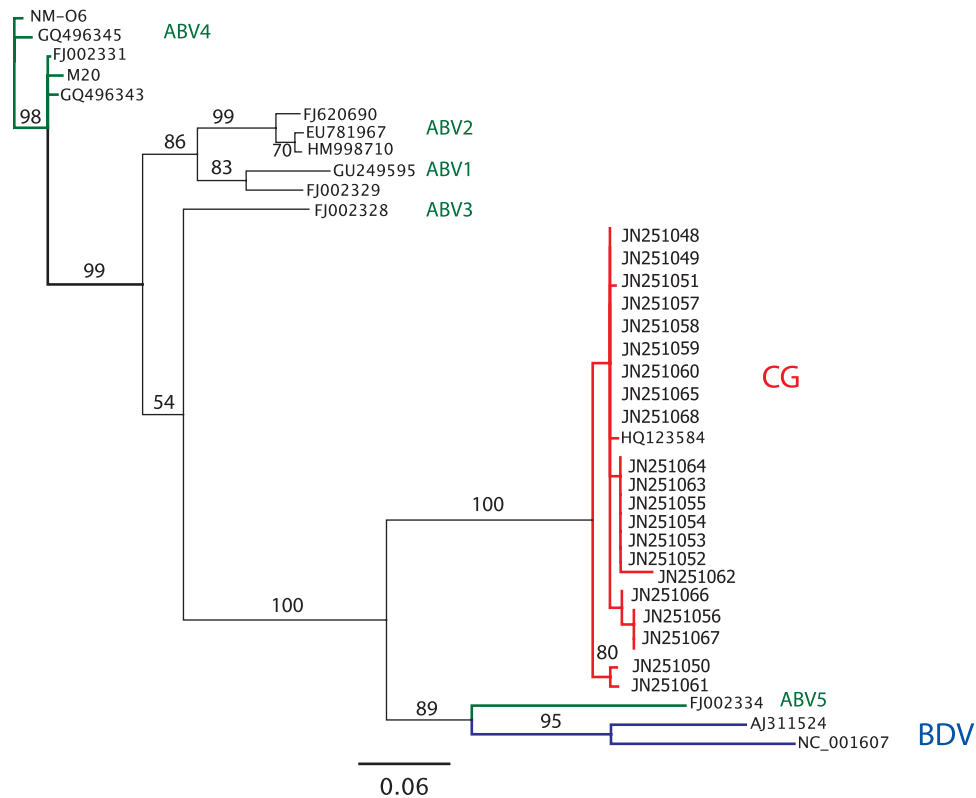 NM-O6
GQ496345 ABV4
FJ002331
M20
GQ496343
98
99 FJ620690
EU781967 ABV2
86
70 HM998710
83 GU249595 ABV1
FJ002329
FJ002328 ABV3
JN251048
JN251049
99
JN251051
JN251057
JN251058
JN251059
JN251060 CG
JN251065
54
JN251068
HQ123584
JN251064
JN251063
100 JN251055
JN251054
JN251053
JN251052
JN251062
JN251066
100
JN251056
JN251067
80
JN251050
JN251061
89 FJ002334 ABV5
95 AJ311524 BDV
NC_001607
0.06